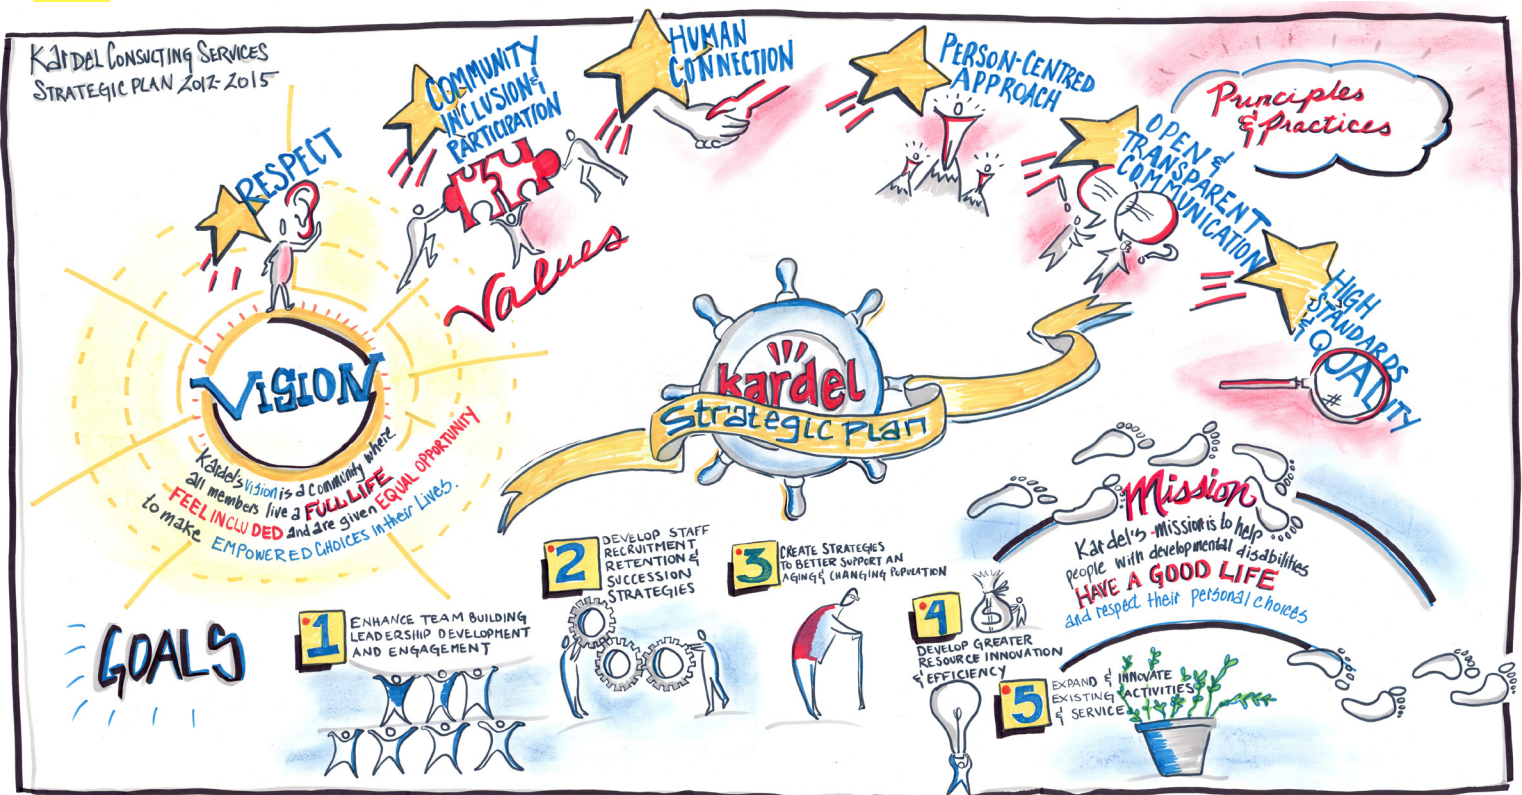 Kardel Consulting Services
Strategic Plan 2012-2015
RESPECT
COMMUNITY
INCLUSION &
PARTICIPATION
HUMAN
CONNECTION
PERSON-CENTRED
APPROACH
OPEN &
TRANSPARENT
COMMUNICATION
HIGH
STANDARDS
& QUALITY
#
Principles
& Practices
Values
VISION
Kardel's vision is a community where
all members live a FULL LIFE
FEEL INCLUDED and are given EQUAL OPPORTUNITY
to make EMPOWERED CHOICES in their Lives.
kardel
Strategic Plan
Mission
Kardel's mission is to help
people with developmental disabilities
HAVE A GOOD LIFE
and respect their personal choices
GOALS
1
ENHANCE TEAM BUILDING
LEADERSHIP DEVELOPMENT
AND ENGAGEMENT
2
DEVELOP STAFF
RECRUITMENT,
RETENTION &
SUCCESSION
STRATEGIES
3
CREATE STRATEGIES
TO BETTER SUPPORT AN
AGING & CHANGING POPULATION
4
$
DEVELOP GREATER
RESOURCE INNOVATION
& EFFICIENCY
5
EXPAND & INNOVATE
EXISTING ACTIVITIES
& SERVICES